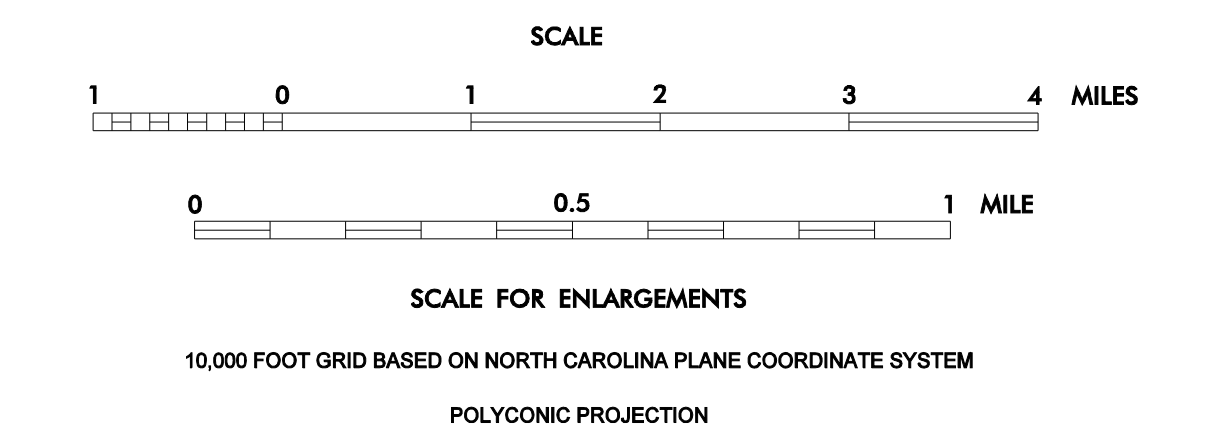 SCALE
1 0 1 2 3 4 MILES
0 0.5 1 MILE
SCALE FOR ENLARGEMENTS
10,000 FOOT GRID BASED ON NORTH CAROLINA PLANE COORDINATE SYSTEM
POLYCONIC PROJECTION